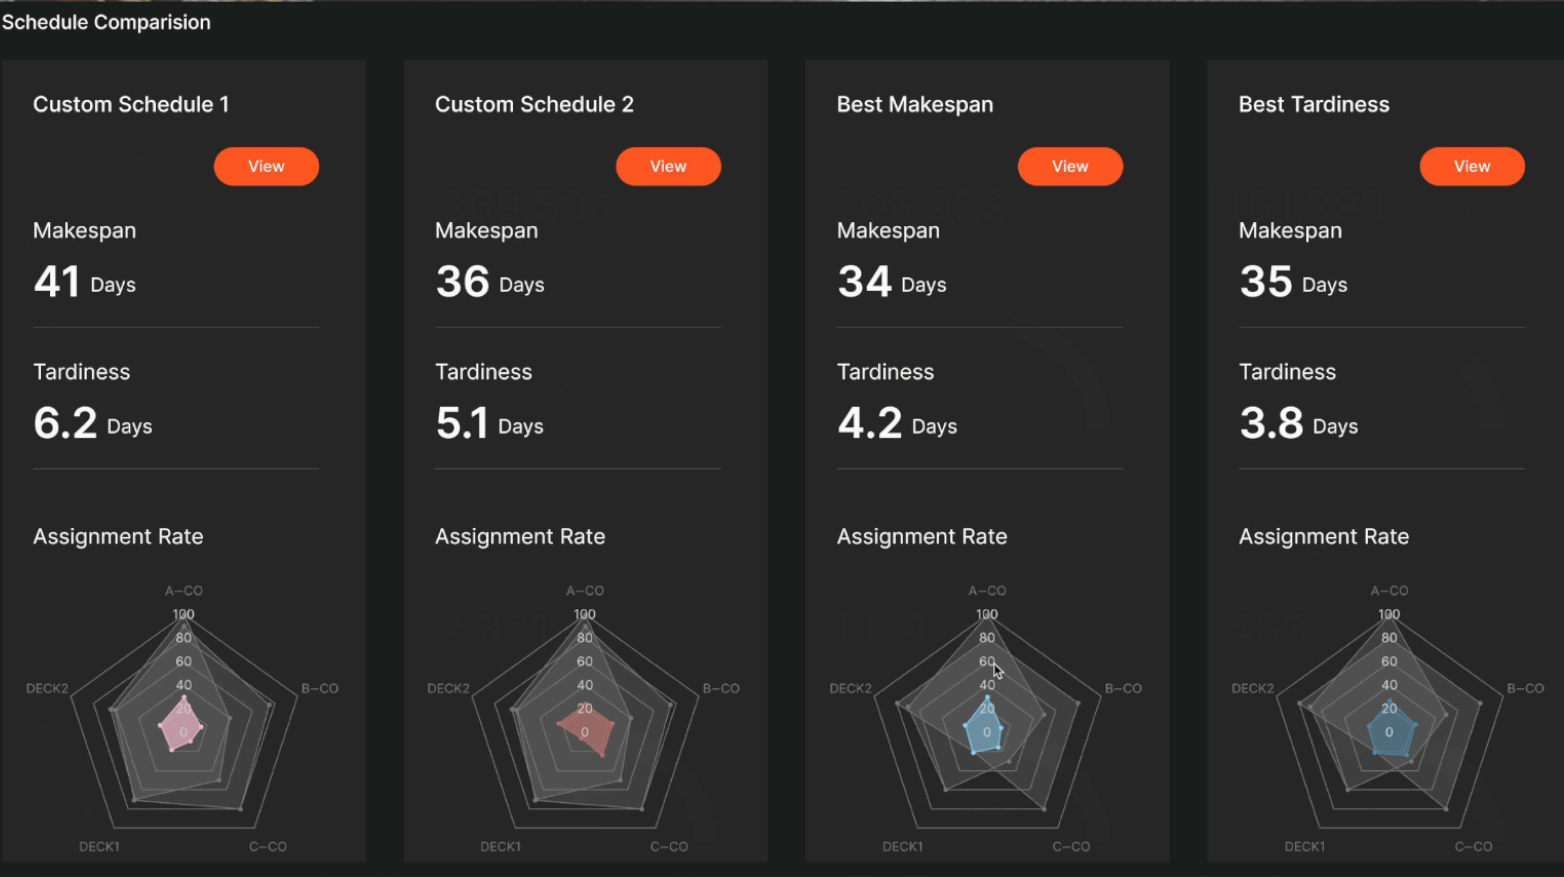 Schedule Comparision
Custom Schedule 1
View
Makespan
41 Days
Tardiness
6.2 Days
Assignment Rate
A-CO
100
80
60
40
20
0
DECK2
B-CO
DECK1
C-CO
Custom Schedule 2
View
Makespan
36 Days
Tardiness
5.1 Days
Assignment Rate
A-CO
100
80
60
40
20
0
DECK2
B-CO
DECK1
C-CO
Best Makespan
View
Makespan
34 Days
Tardiness
4.2 Days
Assignment Rate
A-CO
100
80
60
40
20
0
DECK2
B-CO
DECK1
C-CO
Best Tardiness
View
Makespan
35 Days
Tardiness
3.8 Days
Assignment Rate
A-CO
100
80
60
40
20
0
DECK2
B-CO
DECK1
C-CO